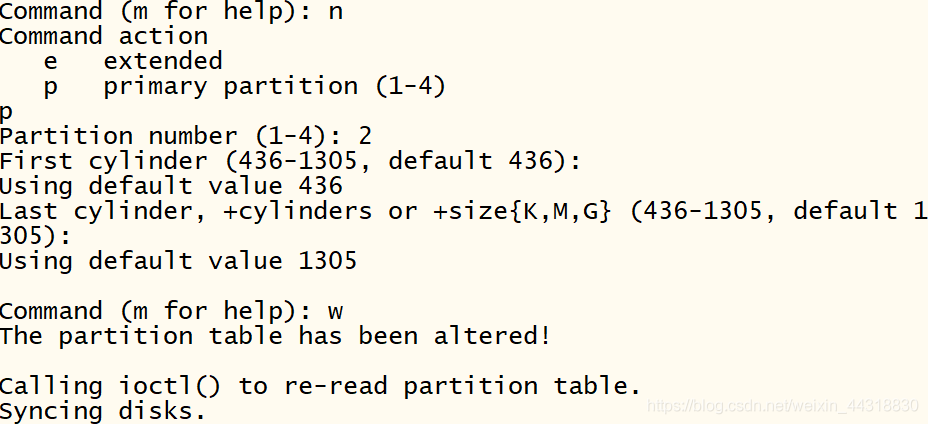 Command (m for help): n
Command action
   e   extended
   p   primary partition (1-4)
p
Partition number (1-4): 2
First cylinder (436-1305, default 436):
Using default value 436
Last cylinder, +cylinders or +size{K,M,G} (436-1305, default 1
305):
Using default value 1305

Command (m for help): w
The partition table has been altered!

Calling ioctl() to re-read partition table.
Syncing disks.
https://blog.csdn.net/weixin_44318830